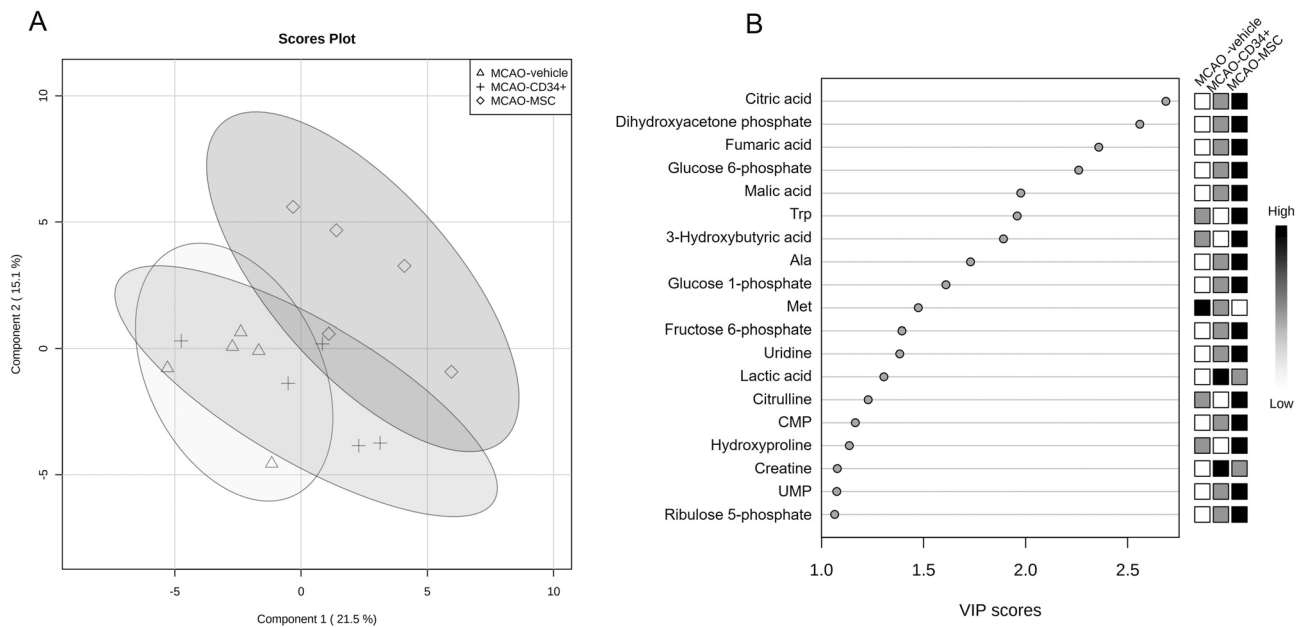 A
Scores Plot
MCAO-vehicle
MCAO-CD34+
MCAO-MSC
10
5
0
-5
Component 2 ( 15.1 %)
-5
0
5
10
Component 1 ( 21.5 %)
B
MCAO -vehicle
MCAO-CD34+
MCAO-MSC
Citric acid
Dihydroxyacetone phosphate
Fumaric acid
Glucose 6-phosphate
Malic acid
Trp
3-Hydroxybutyric acid
Ala
Glucose 1-phosphate
Met
Fructose 6-phosphate
Uridine
Lactic acid
Citrulline
CMP
Hydroxyproline
Creatine
UMP
Ribulose 5-phosphate
1.0
1.5
2.0
2.5
VIP scores
High
Low